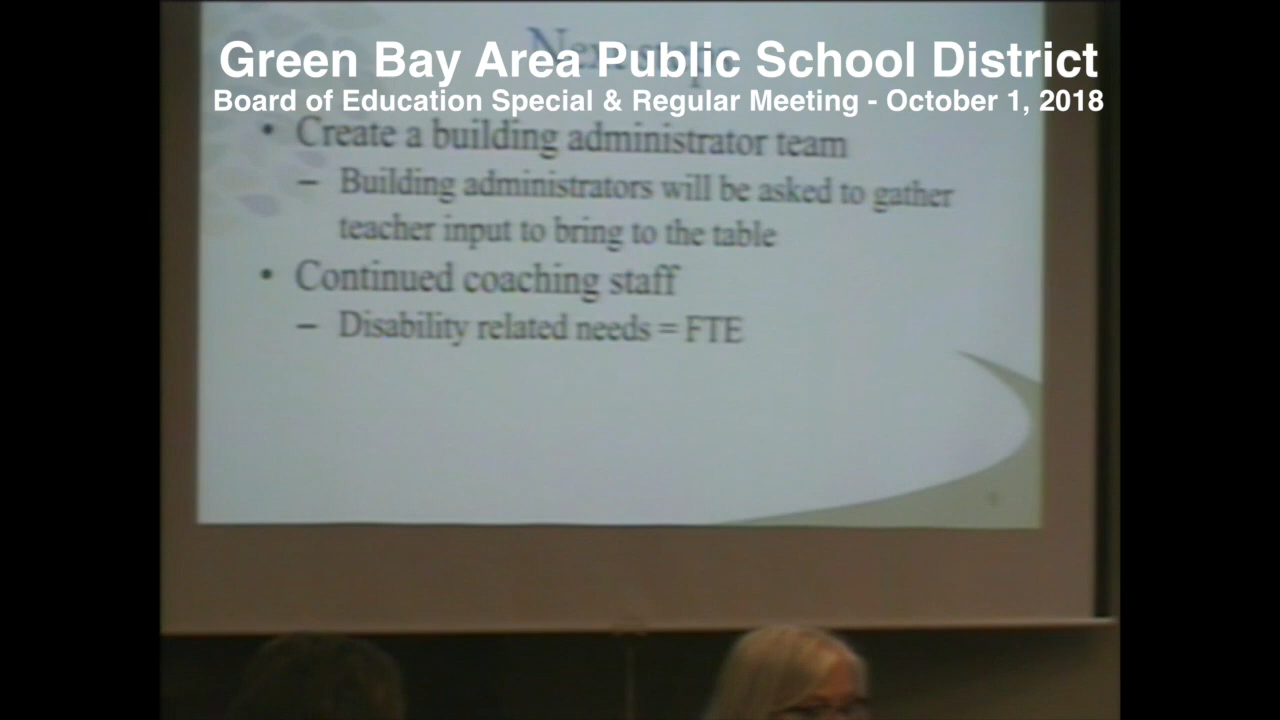 Green Bay Area Public School District
Board of Education Special & Regular Meeting - October 1, 2018
Next steps
• Create a building administrator team
– Building administrators will be asked to gather
teacher input to bring to the table
• Continued coaching staff
– Disability related needs = FTE